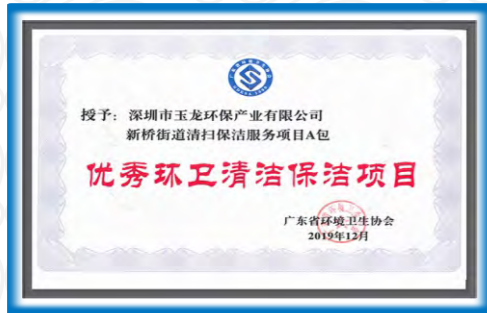 授予：深圳市玉龙环保产业有限公司
新桥街道清扫保洁服务项目A包
优秀环卫清洁保洁项目
广东省环境卫生协会
2019年12月